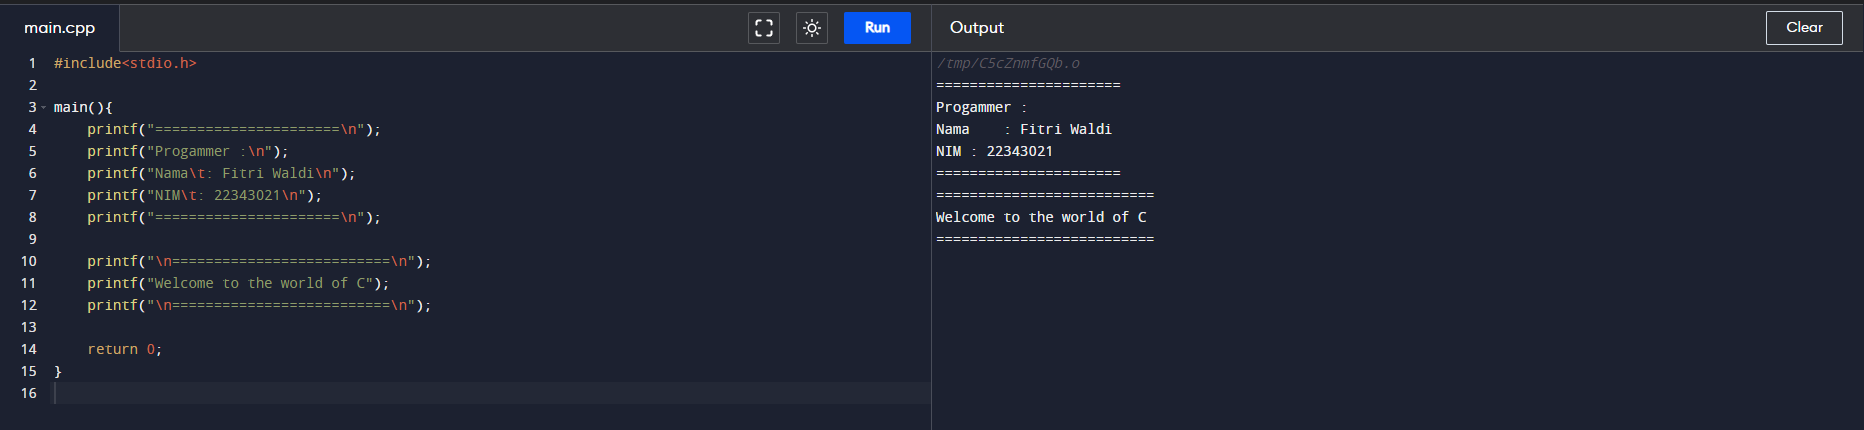 main.cpp
Run
Output
Clear
1 #include<stdio.h>
2
3 main(){
4     printf("======================\n");
5     printf("Progammer :\n");
6     printf("Nama\t: Fitri Waldi\n");
7     printf("NIM\t: 22343021\n");
8     printf("======================\n");
9
10     printf("\n==========================\n");
11     printf("Welcome to the world of C");
12     printf("\n==========================\n");
13
14     return 0;
15 }
16
/tmp/C5cZnmfGQb.o
======================
Progammer :
Nama    : Fitri Waldi
NIM : 22343021
======================
==========================
Welcome to the world of C
==========================